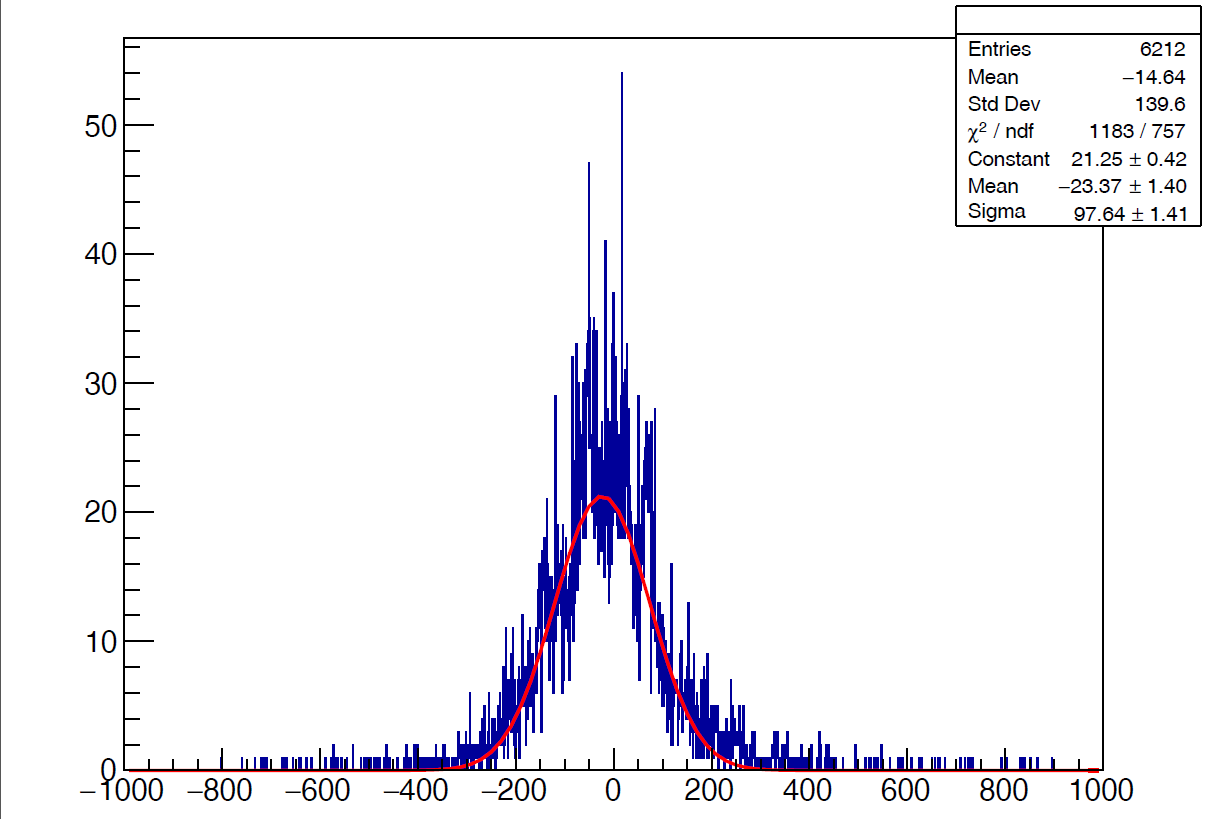 Entries 6212
Mean −14.64
Std Dev 139.6
χ² / ndf 1183 / 757
Constant 21.25 ± 0.42
Mean −23.37 ± 1.40
Sigma 97.64 ± 1.41
50
40
30
20
10
0
−1000 −800 −600 −400 −200 0 200 400 600 800 1000